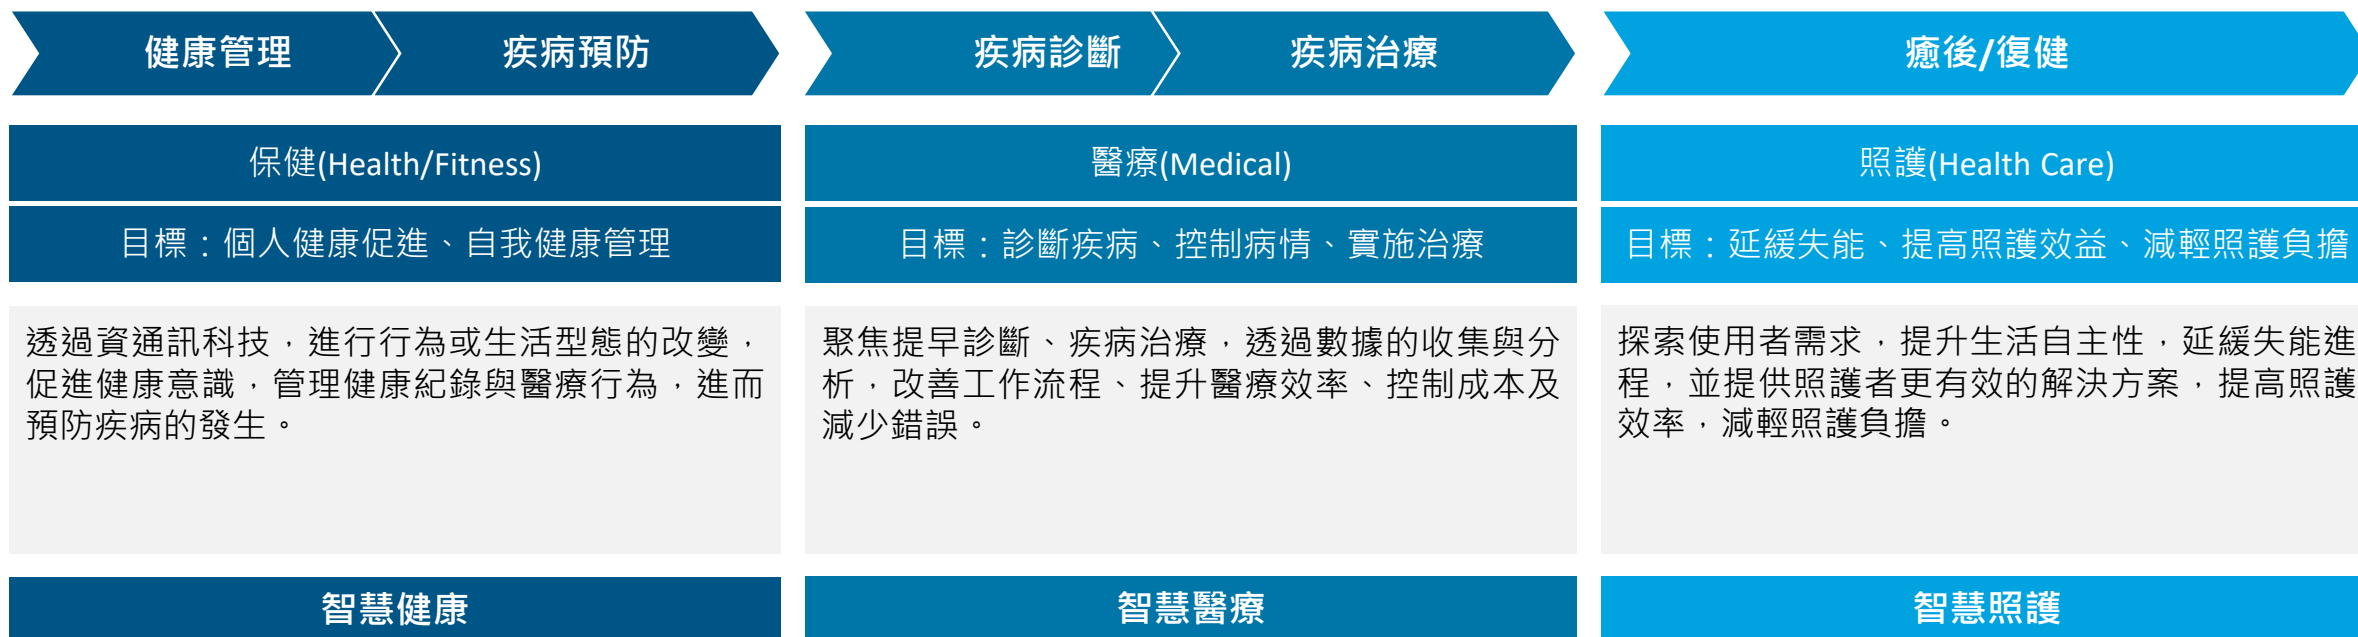 健康管理
疾病預防
疾病診斷
疾病治療
癒後/復健
保健(Health/Fitness)
醫療(Medical)
照護(Health Care)
目標：個人健康促進、自我健康管理
目標：診斷疾病、控制病情、實施治療
目標：延緩失能、提高照護效益、減輕照護負擔
透過資通訊科技，進行行為或生活型態的改變，
促進健康意識，管理健康紀錄與醫療行為，進而
預防疾病的發生。
聚焦提早診斷、疾病治療，透過數據的收集與分
析，改善工作流程、提升醫療效率、控制成本及
減少錯誤。
探索使用者需求，提升生活自主性，延緩失能進
程，並提供照護者更有效的解決方案，提高照護
效率，減輕照護負擔。
智慧健康
智慧醫療
智慧照護